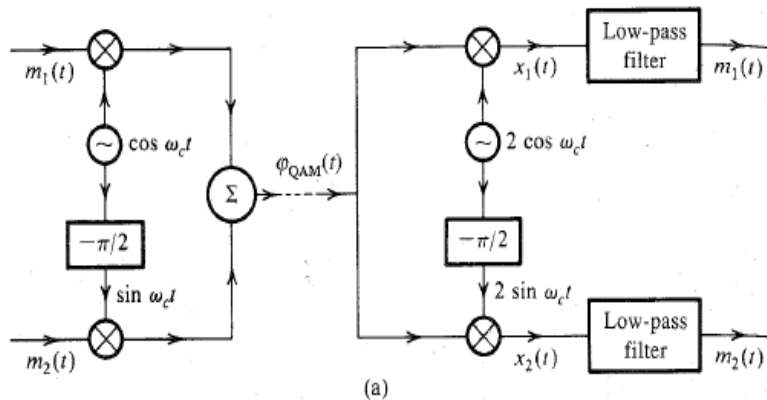 m₁(t)
cos ω_c t
−π/2
sin ω_c t
m₂(t)
Σ
φ_QAM(t)
x₁(t)
Low-pass
filter
m₁(t)
2 cos ω_c t
−π/2
2 sin ω_c t
x₂(t)
Low-pass
filter
m₂(t)
(a)